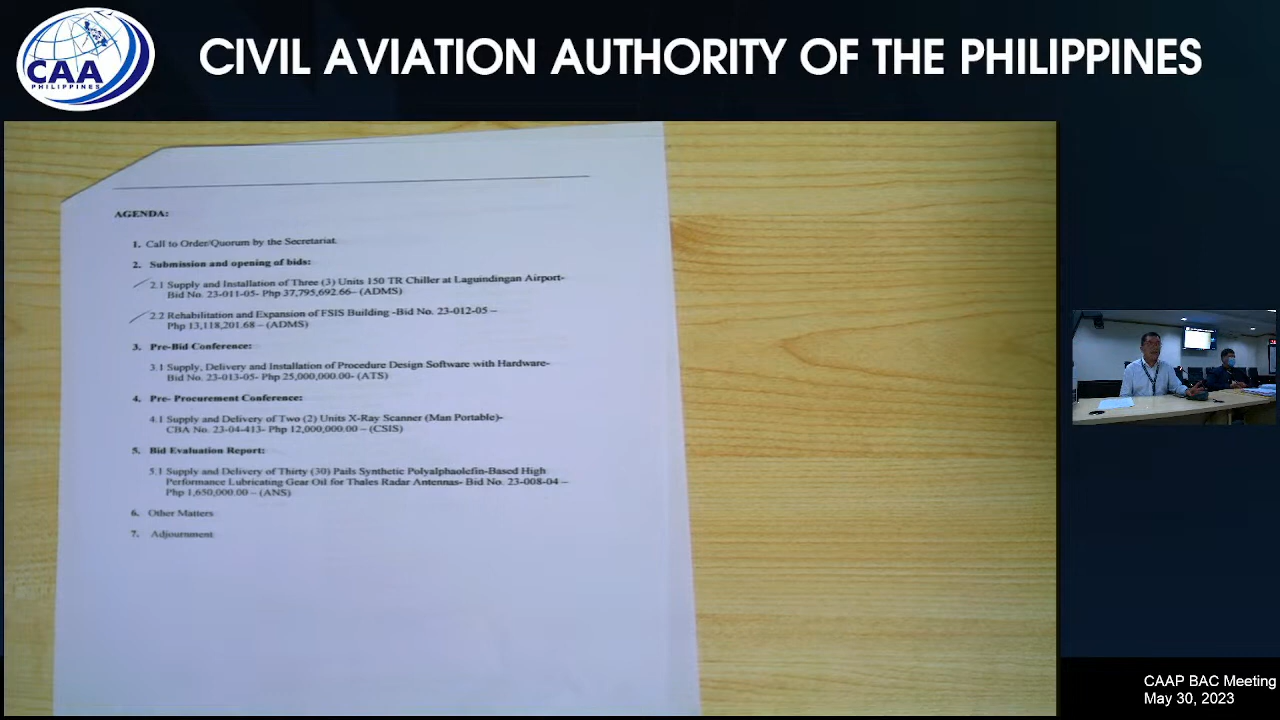 CAA
PHILIPPINES
CIVIL AVIATION AUTHORITY OF THE PHILIPPINES
AGENDA:
1. Call to Order/Quorum by the Secretariat.
2. Submission and opening of bids:
2.1 Supply and Installation of Three (3) Units 150 TR Chiller at Laguindingan Airport-
Bid No. 23-011-05- Php 37,795,692.66– (ADMS)
2.2 Rehabilitation and Expansion of FSIS Building -Bid No. 23-012-05 –
Php 13,118,201.68 – (ADMS)
3. Pre-Bid Conference:
3.1 Supply, Delivery and Installation of Procedure Design Software with Hardware-
Bid No. 23-013-05- Php 25,000,000.00- (ATS)
4. Pre- Procurement Conference:
4.1 Supply and Delivery of Two (2) Units X-Ray Scanner (Man Portable)-
CBA No. 23-04-413- Php 12,000,000.00 – (CSIS)
5. Bid Evaluation Report:
5.1 Supply and Delivery of Thirty (30) Pails Synthetic Polyalphaolefin-Based High
Performance Lubricating Gear Oil for Thales Radar Antennas- Bid No. 23-008-04 –
Php 1,650,000.00 – (ANS)
6. Other Matters
7. Adjournment
CAAP BAC Meeting
May 30, 2023